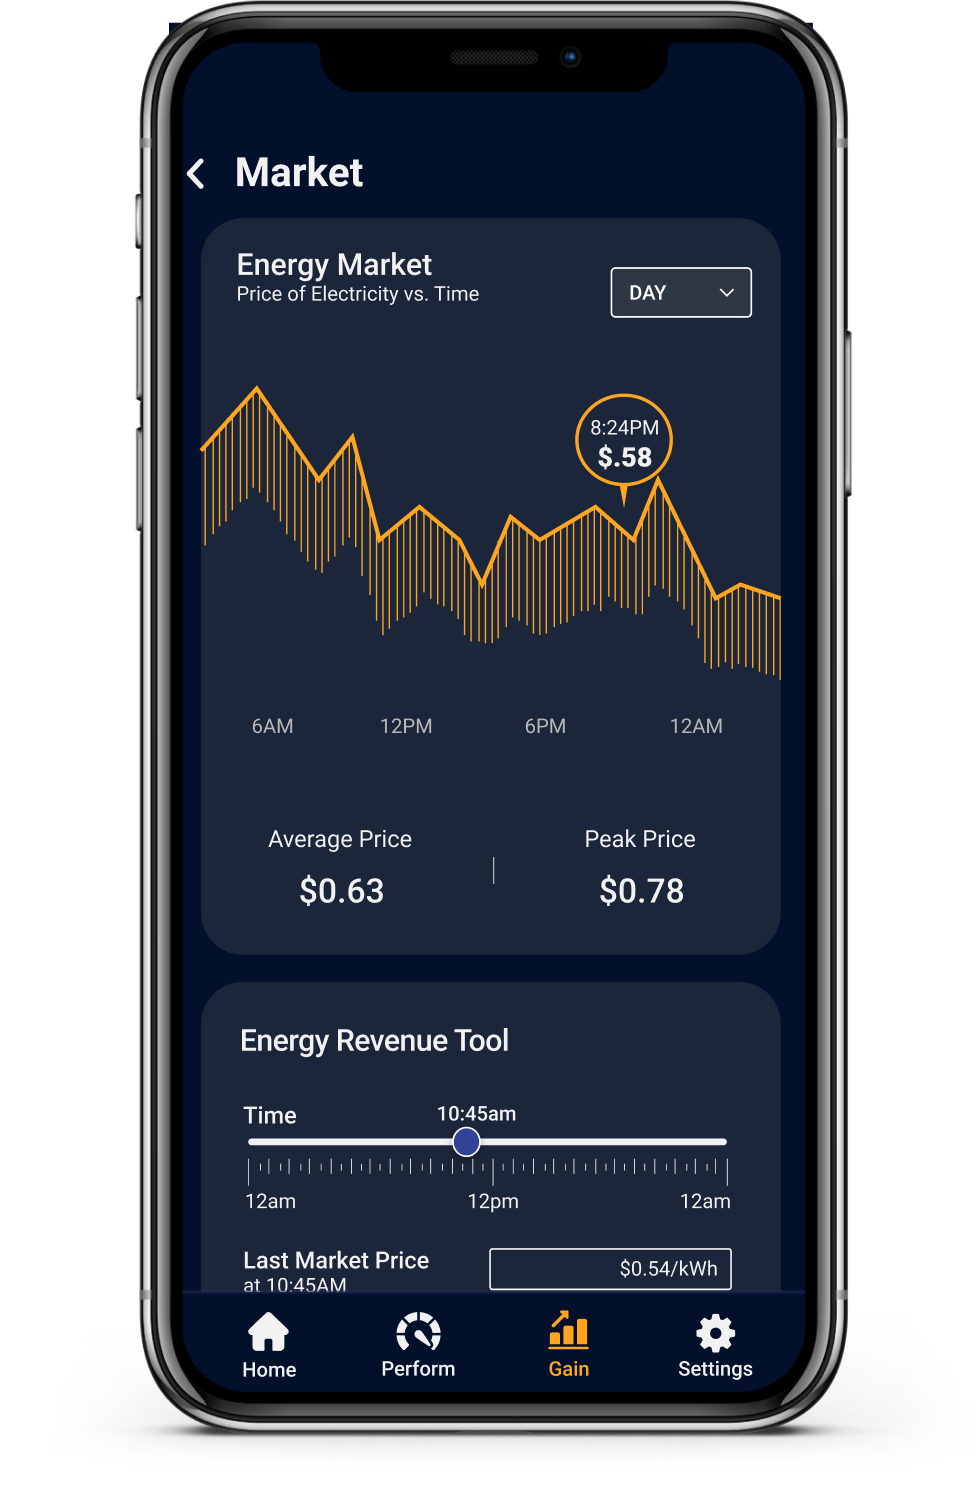 Market
Energy Market
Price of Electricity vs. Time
DAY
8:24PM
$.58
6AM 12PM 6PM 12AM
Average Price Peak Price
$0.63 $0.78
Energy Revenue Tool
Time 10:45am
12am 12pm 12am
Last Market Price $0.54/kWh
at 10:45AM
Home Perform Gain Settings